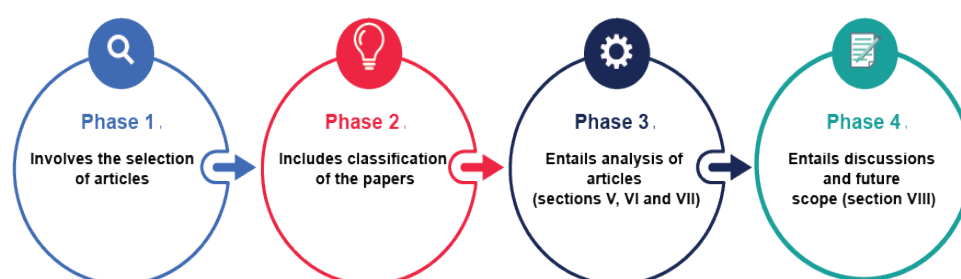 Phase 1.
Involves the selection
of articles
Phase 2.
Includes classification
of the papers
Phase 3.
Entails analysis of
articles
(sections V, VI and VII)
Phase 4.
Entails discussions
and future
scope (section VIII)